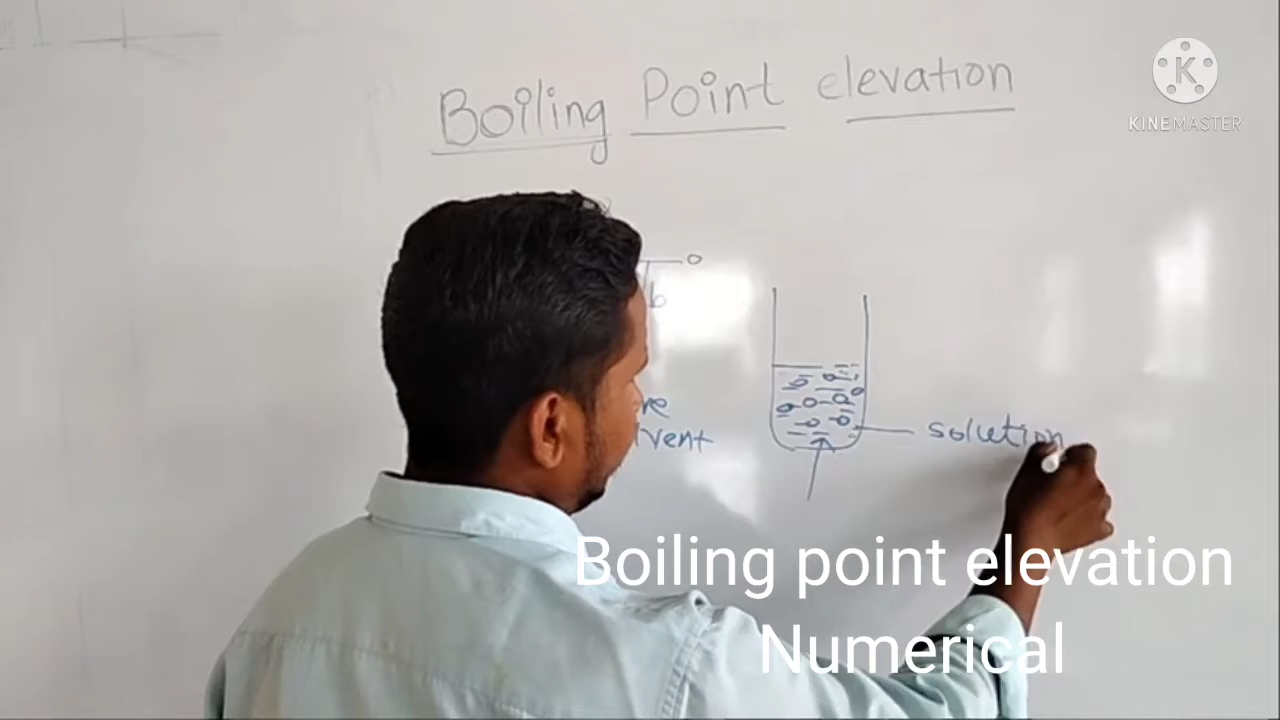 Boiling Point elevation
KINEMASTER
solution
Boiling point elevation
Numerical